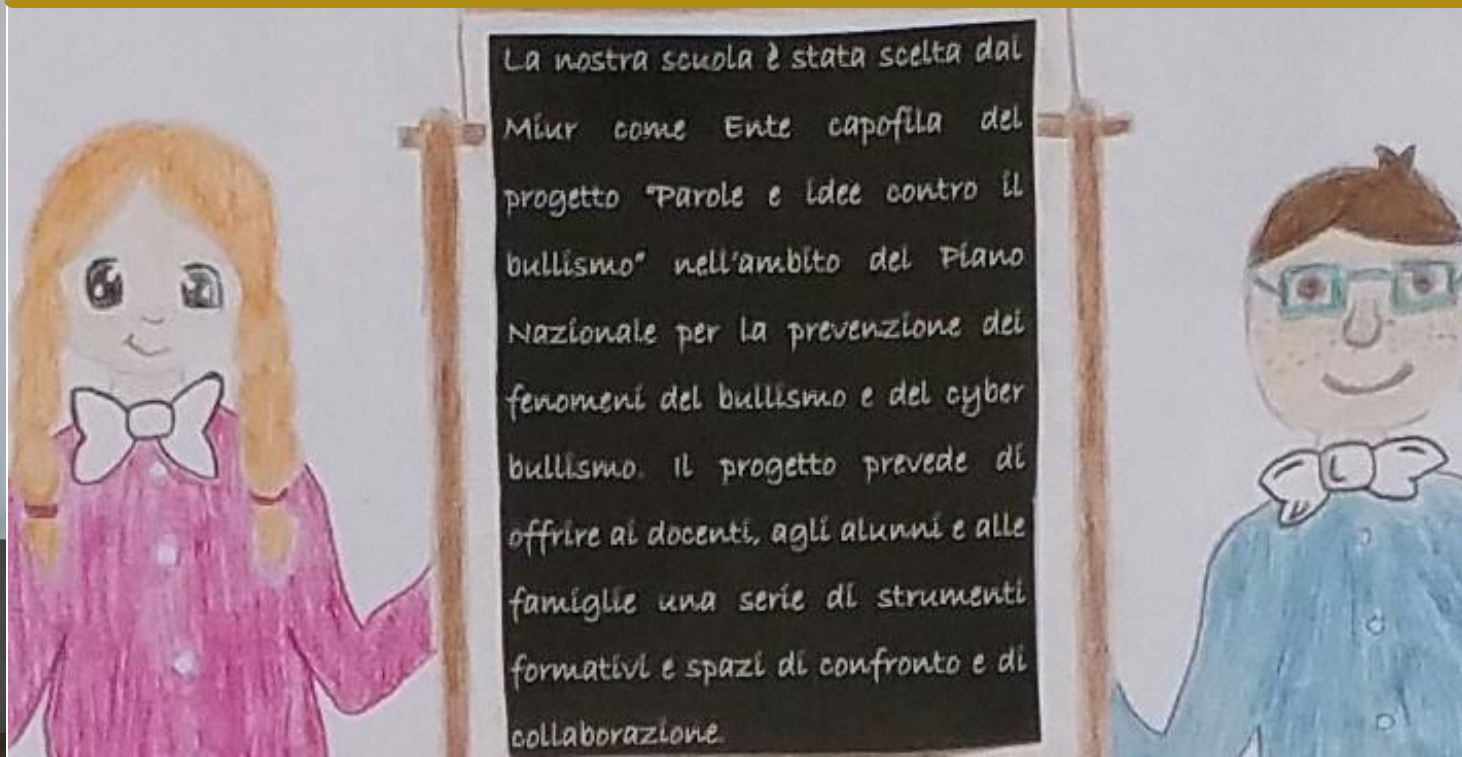 La nostra scuola è stata scelta dal
Miur come Ente capofila del
progetto "Parole e idee contro il
bullismo" nell'ambito del Piano
Nazionale per la prevenzione dei
fenomeni del bullismo e del cyber
bullismo. Il progetto prevede di
offrire ai docenti, agli alunni e alle
famiglie una serie di strumenti
formativi e spazi di confronto e di
collaborazione.